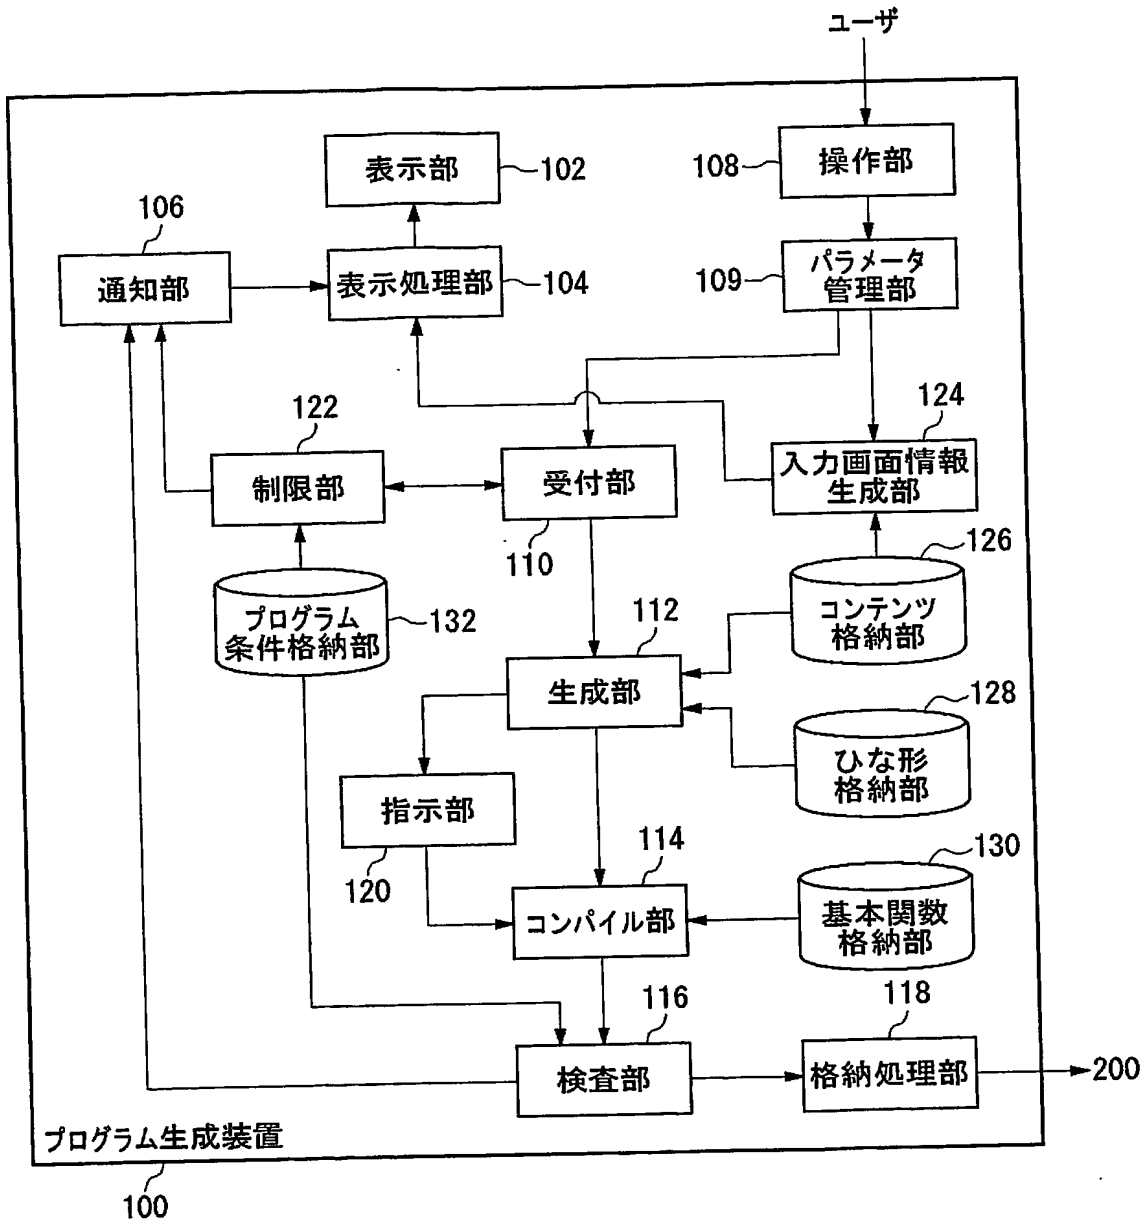 ユーザ
表示部
102
108
操作部
106
通知部
表示処理部
104
109
パラメータ
管理部
122
制限部
受付部
110
124
入力画面情報
生成部
126
コンテンツ
格納部
プログラム
条件格納部
132
112
生成部
128
ひな形
格納部
指示部
120
114
コンパイル部
130
基本関数
格納部
116
検査部
118
格納処理部
200
プログラム生成装置
100